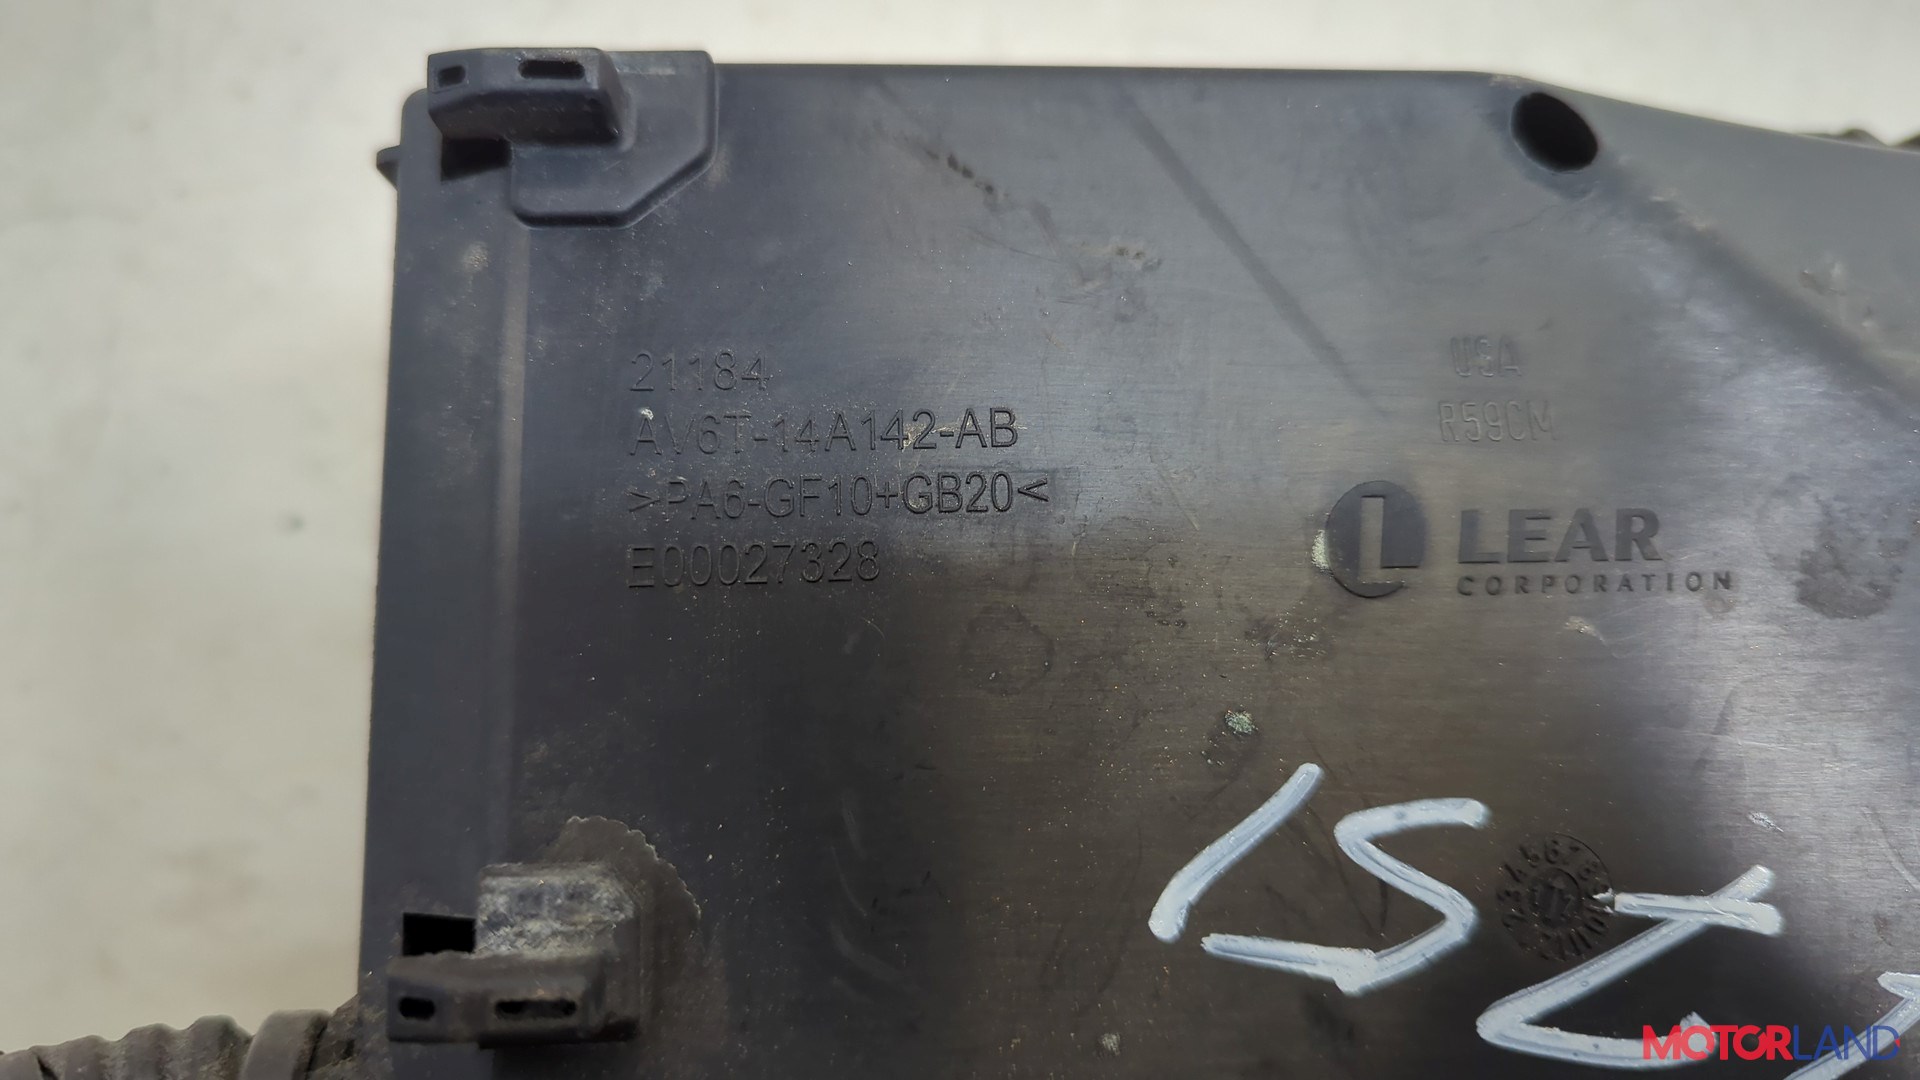 21184
AV6T-14A142-AB
>PA6-GF10+GB20<
E00027328
USA
R59CM
L LEAR
CORPORATION
MOTORLAND